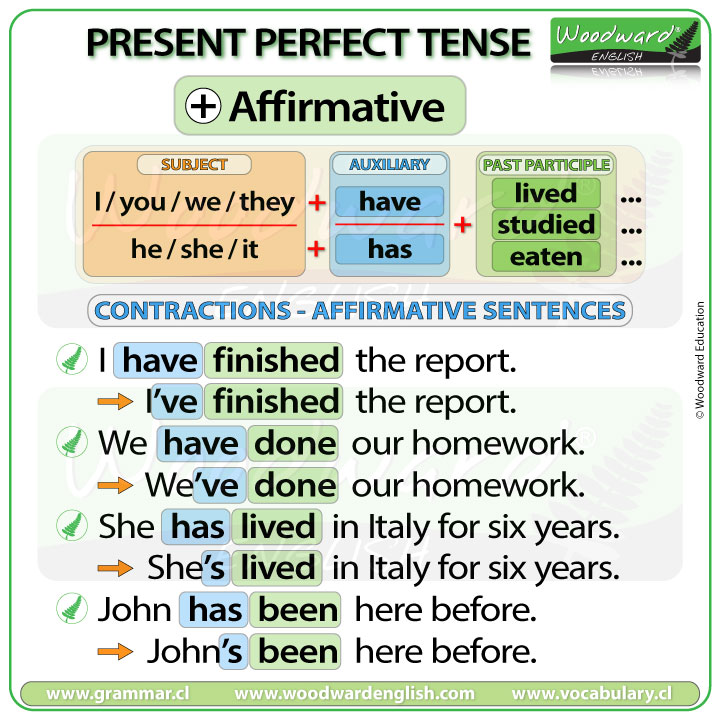 PRESENT PERFECT TENSE
Woodward®
ENGLISH
+ Affirmative
SUBJECT AUXILIARY PAST PARTICIPLE
I / you / we / they + have + lived ...
studied ...
he / she / it + has eaten ...
CONTRACTIONS - AFFIRMATIVE SENTENCES
I have finished the report.
I've finished the report.
We have done our homework.
We've done our homework.
She has lived in Italy for six years.
She's lived in Italy for six years.
John has been here before.
John's been here before.
© Woodward Education
www.grammar.cl www.woodwardenglish.com www.vocabulary.cl